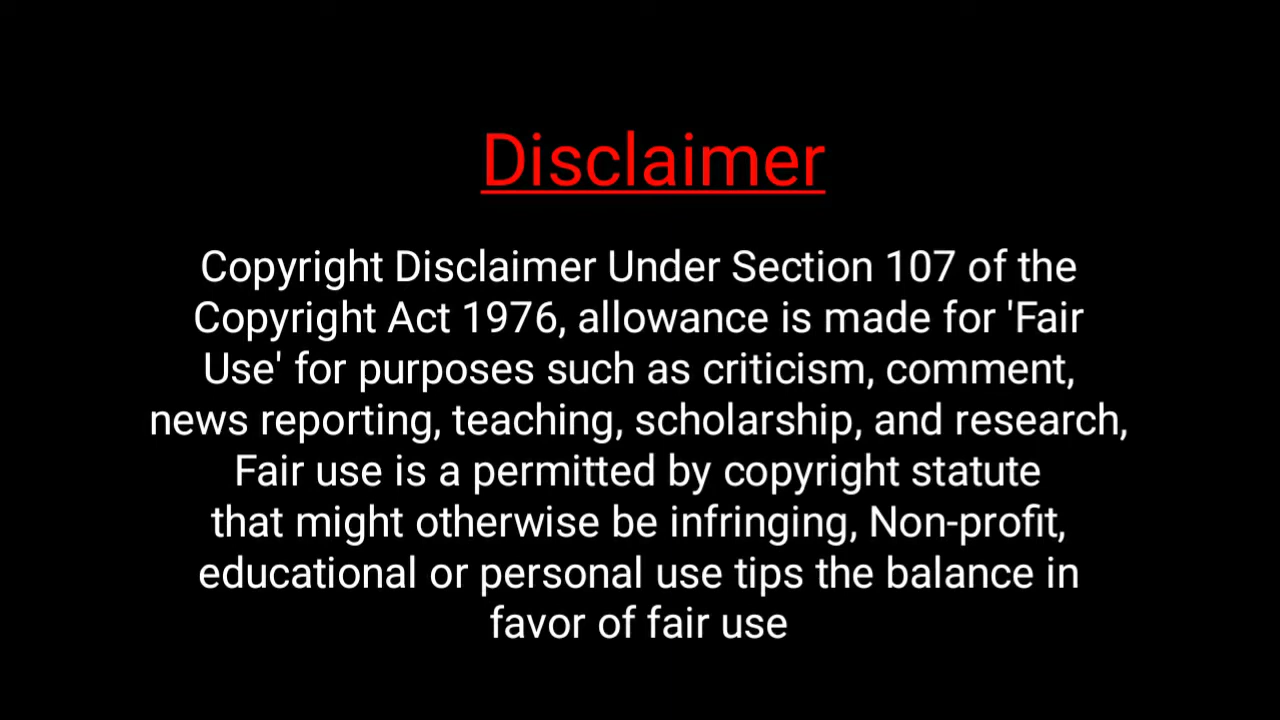 Disclaimer
Copyright Disclaimer Under Section 107 of the
Copyright Act 1976, allowance is made for 'Fair
Use' for purposes such as criticism, comment,
news reporting, teaching, scholarship, and research,
Fair use is a permitted by copyright statute
that might otherwise be infringing, Non-profit,
educational or personal use tips the balance in
favor of fair use